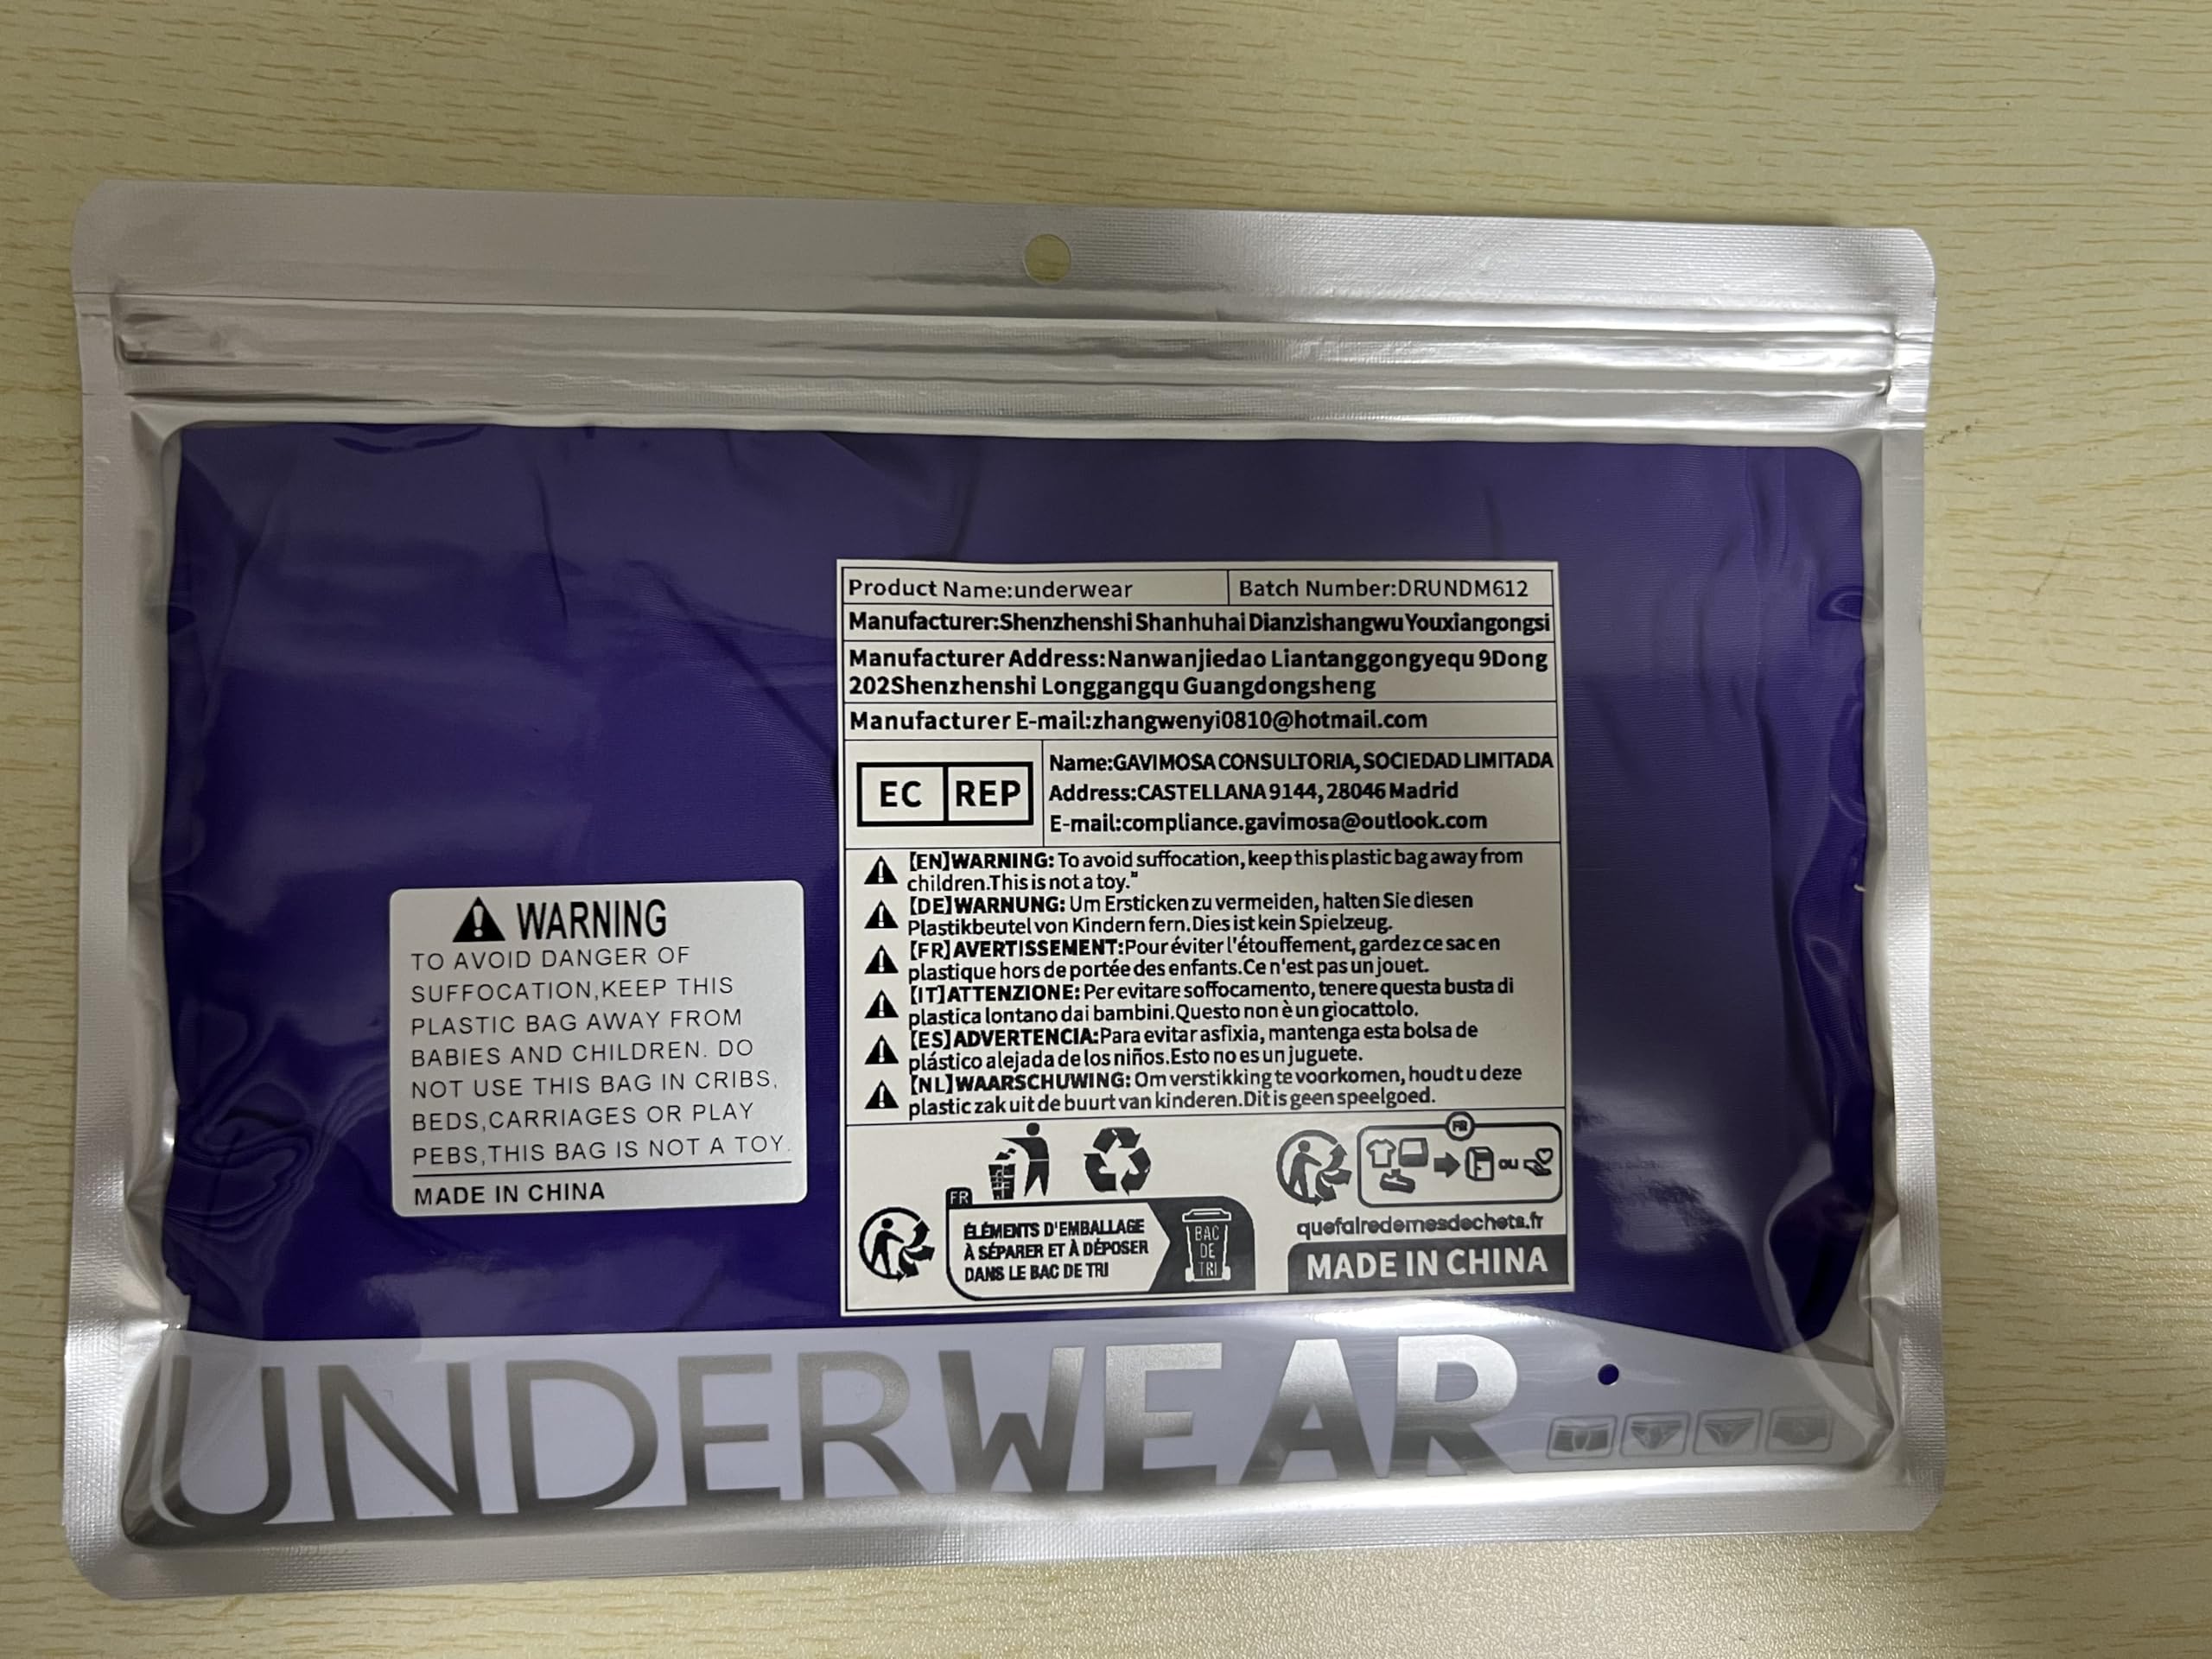 Product Name:underwear
Batch Number:DRUNDM612
Manufacturer:Shenzhenshi Shanhuhai Dianzishangwu Youxiangongsi
Manufacturer Address:Nanwanjiedao Liantanggongyequ 9Dong
202Shenzhenshi Longgangqu Guangdongsheng
Manufacturer E-mail:zhangwenyi0810@hotmail.com
EC REP
Name:GAVIMOSA CONSULTORIA, SOCIEDAD LIMITADA
Address:CASTELLANA 9144, 28046 Madrid
E-mail:compliance.gavimosa@outlook.com
[EN]WARNING: To avoid suffocation, keep this plastic bag away from
children.This is not a toy."
[DE]WARNUNG: Um Ersticken zu vermeiden, halten Sie diesen
Plastikbeutel von Kindern fern.Dies ist kein Spielzeug.
[FR]AVERTISSEMENT:Pour éviter l'étouffement, gardez ce sac en
plastique hors de portée des enfants.Ce n'est pas un jouet.
[IT]ATTENZIONE: Per evitare soffocamento, tenere questa busta di
plastica lontano dai bambini.Questo non è un giocattolo.
[ES]ADVERTENCIA:Para evitar asfixia, mantenga esta bolsa de
plástico alejada de los niños.Esto no es un juguete.
[NL]WAARSCHUWING: Om verstikking te voorkomen, houdt u deze
plastic zak uit de buurt van kinderen.Dit is geen speelgoed.
FR
ÉLÉMENTS D'EMBALLAGE
À SÉPARER ET À DÉPOSER
DANS LE BAC DE TRI
BAC
DE
TRI
FR
ou
quefairedemesdechets.fr
MADE IN CHINA
WARNING
TO AVOID DANGER OF
SUFFOCATION,KEEP THIS
PLASTIC BAG AWAY FROM
BABIES AND CHILDREN. DO
NOT USE THIS BAG IN CRIBS,
BEDS,CARRIAGES OR PLAY
PEBS,THIS BAG IS NOT A TOY.
MADE IN CHINA
UNDERWEAR